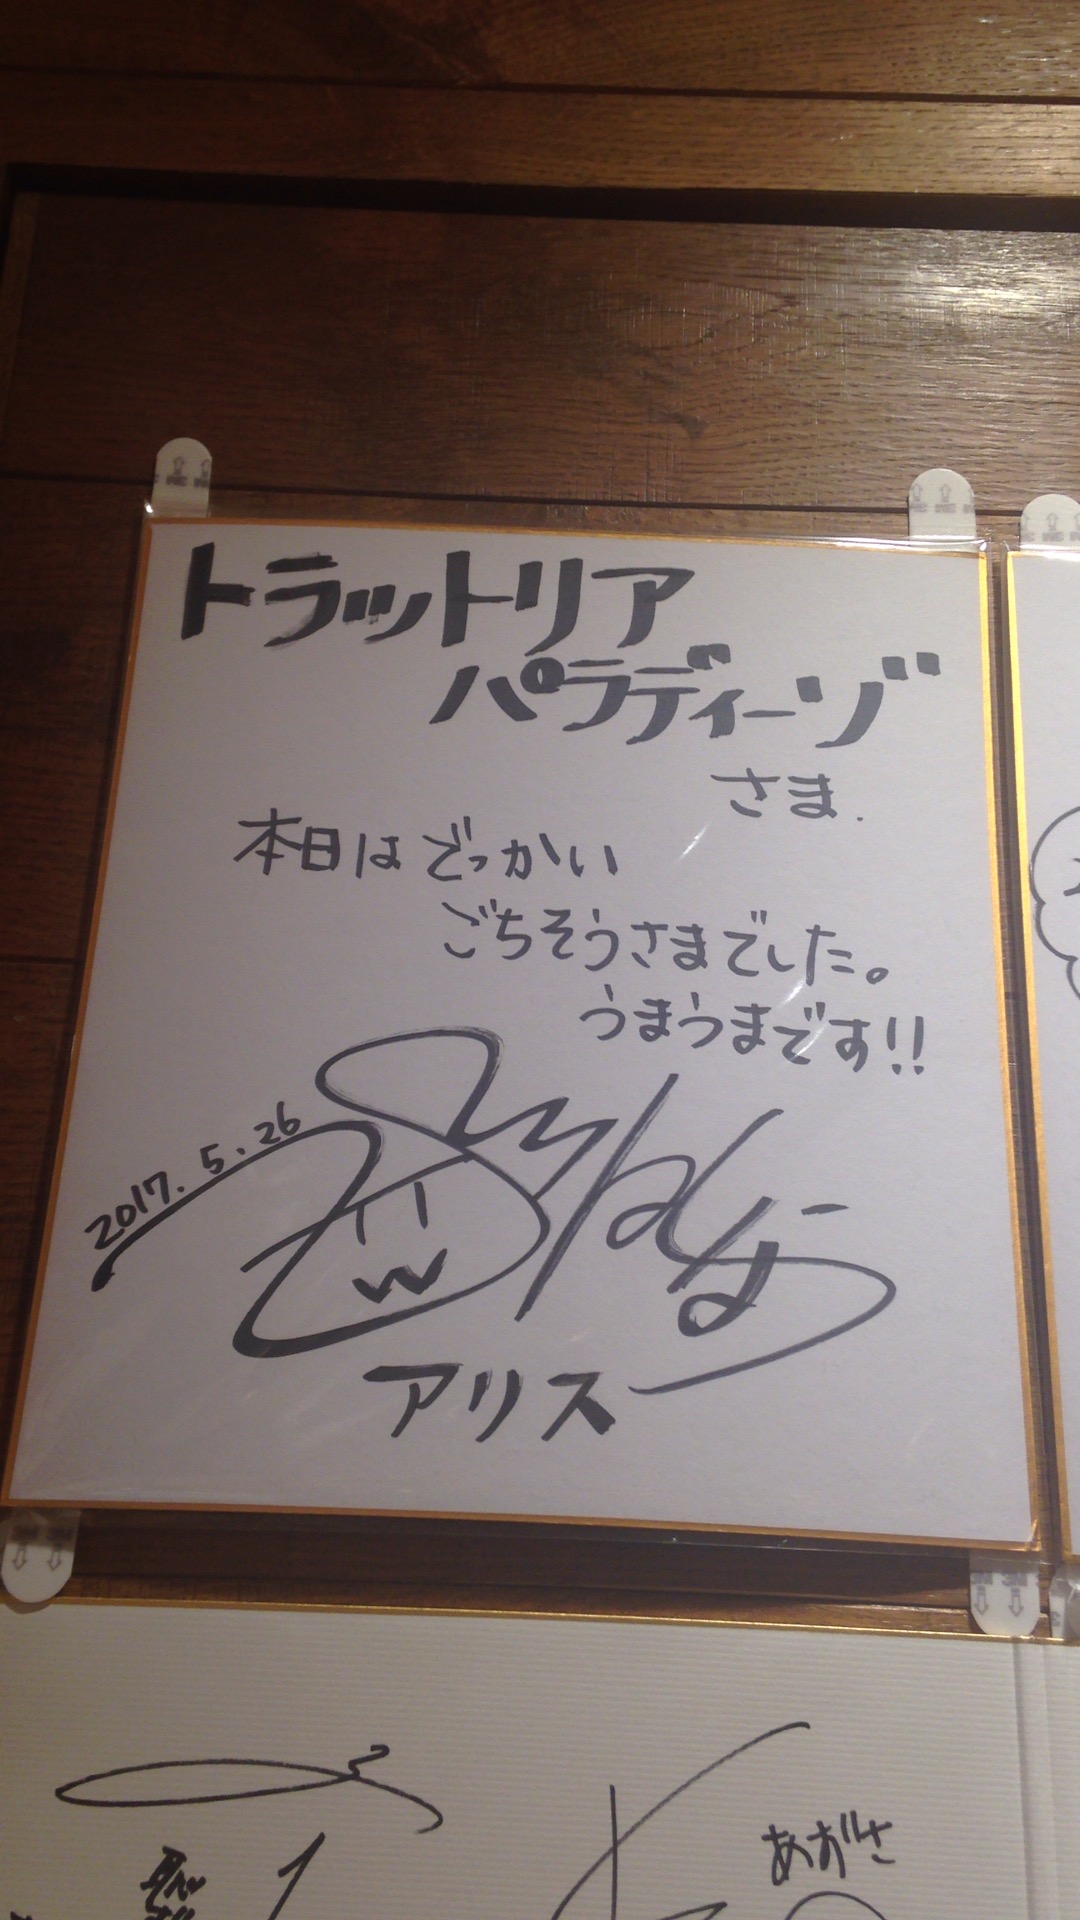 トラットリア
パラディーゾ
さま.
本日は でっかい
ごちそうさまでした。
うまうまです!!
2017.5.26
アリス
あずさ